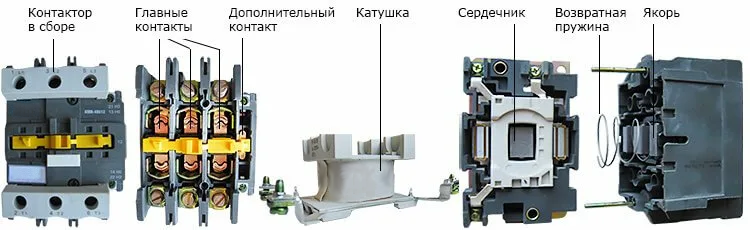 Контактор
в сборе
Главные
контакты
Дополнительный
контакт
Катушка
Сердечник
Возвратная
пружина
Якорь